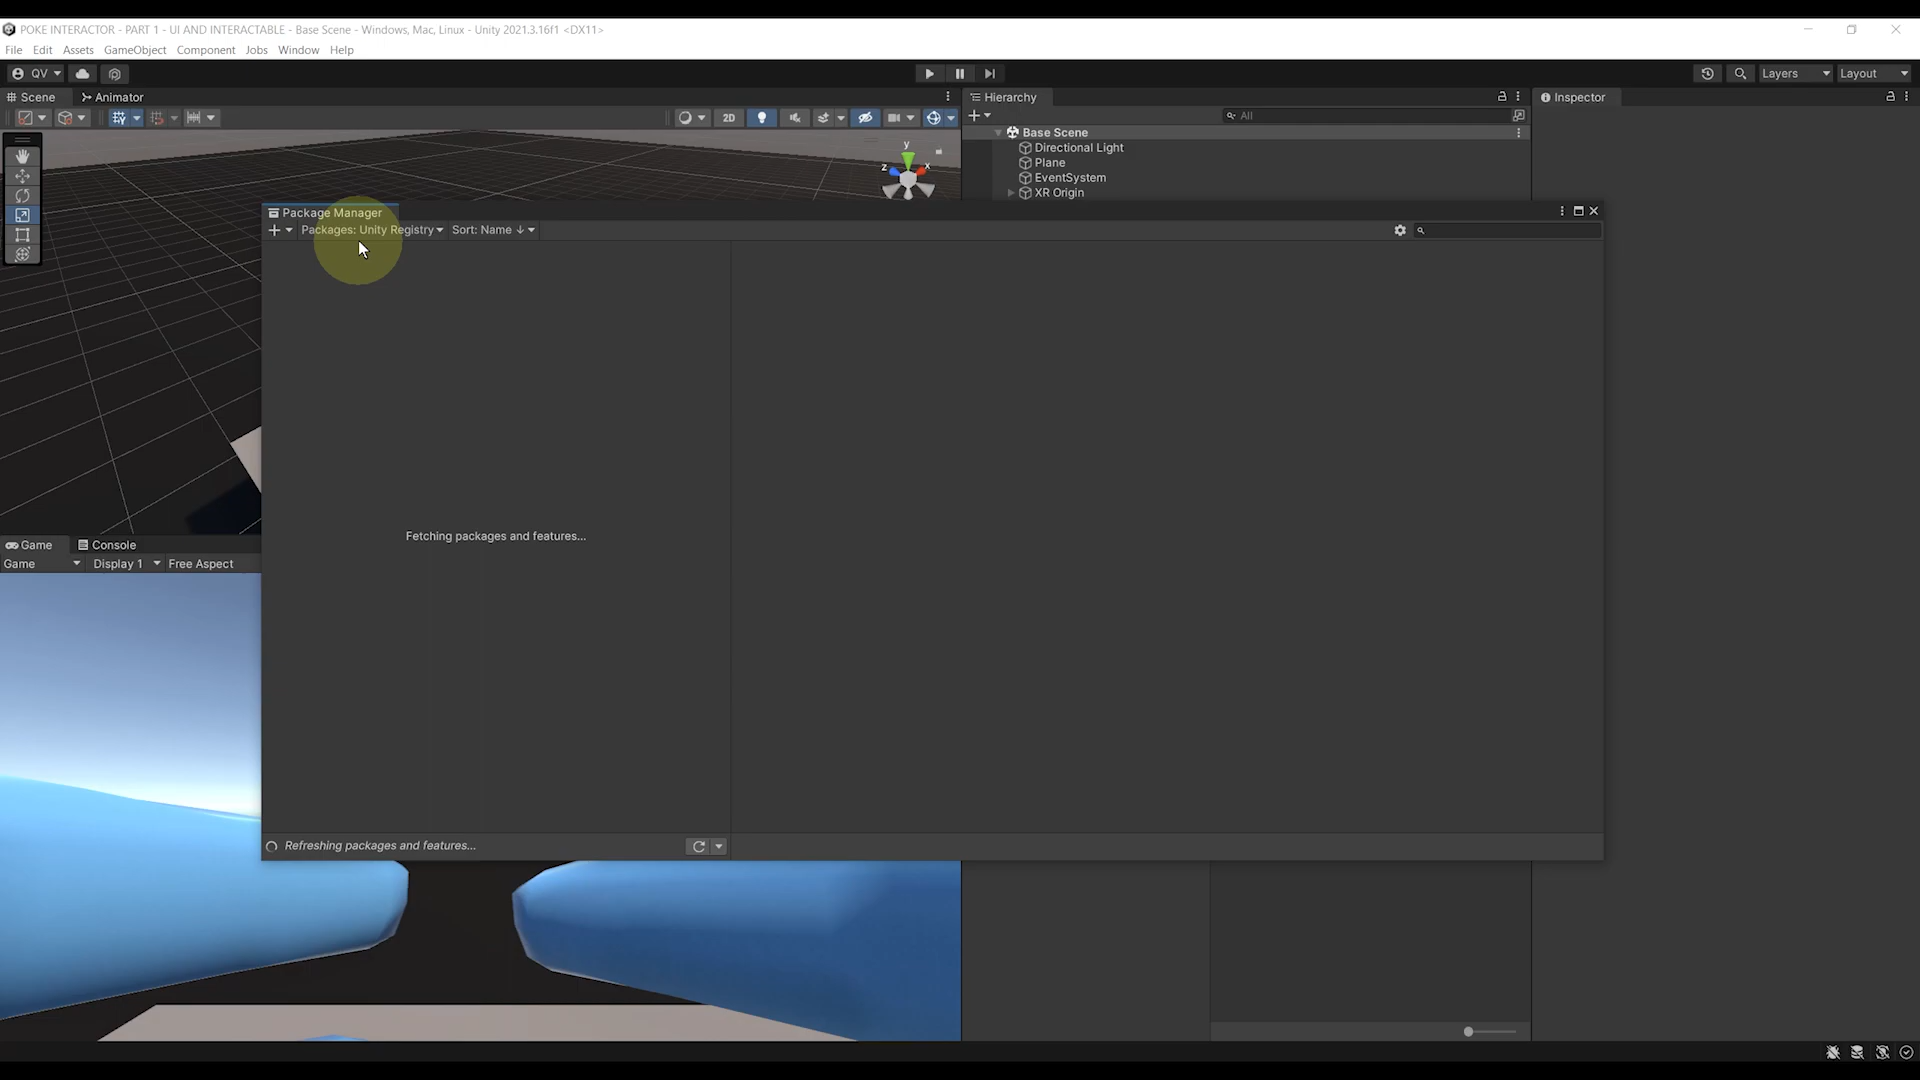 POKE INTERACTOR - PART 1 - UI AND INTERACTABLE - Base Scene - Windows, Mac, Linux - Unity 2021.3.16f1 <DX11>
File Edit Assets GameObject Component Jobs Window Help
QV Layers Layout
Scene Animator Hierarchy Inspector
2D All
Base Scene
Directional Light
Plane
EventSystem
XR Origin
y
z x
Package Manager
Packages: Unity Registry Sort: Name ↓
Fetching packages and features...
Game Console
Game Display 1 Free Aspect
Refreshing packages and features...